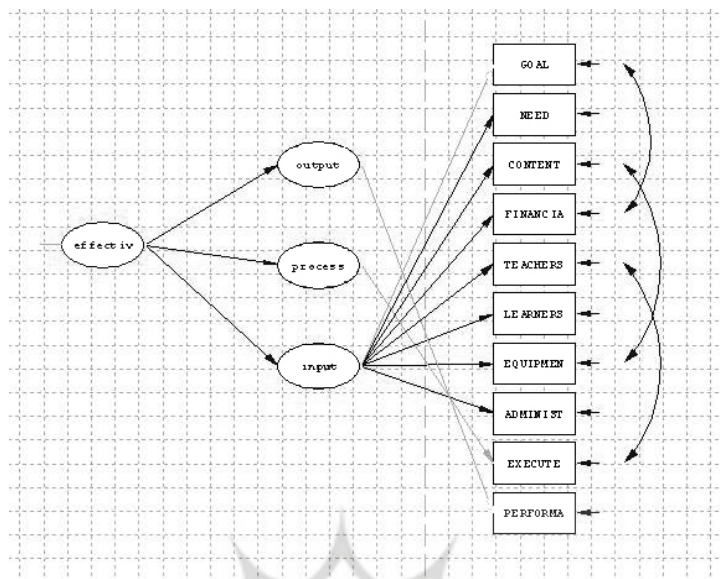 GOAL
NEED
CONTENT
output
FINANCIA
effectiv
TEACHERS
process
LEARNERS
input
EQUIPMEN
ADMINIST
EXECUTE
PERFORMA